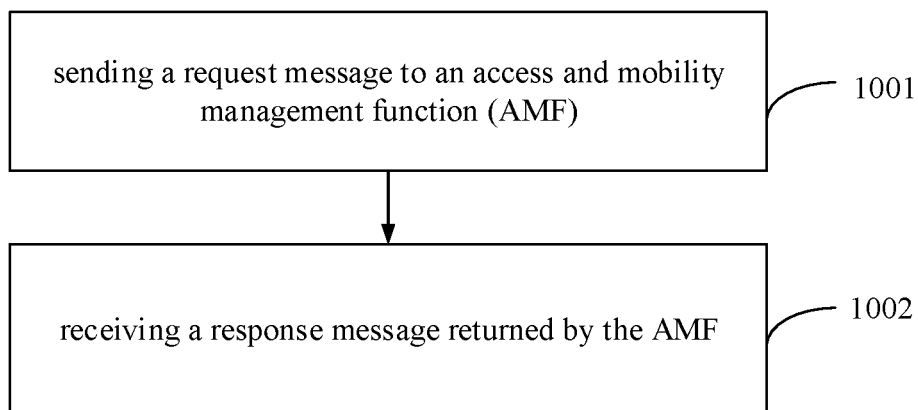 sending a request message to an access and mobility
management function (AMF)
1001
receiving a response message returned by the AMF
1002